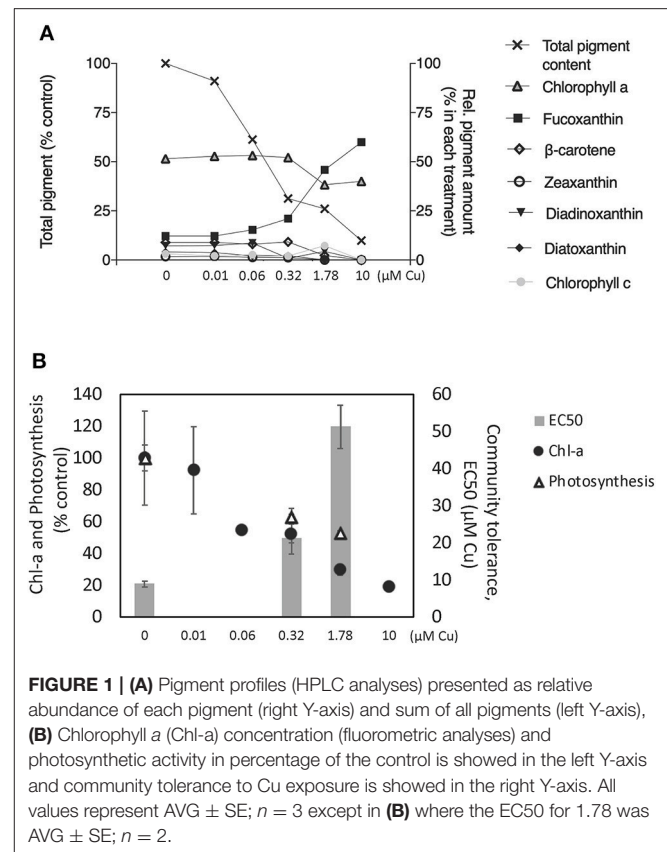 A
Total pigment (% control)
100
75
50
25
0
0 0.01 0.06 0.32 1.78 10 (µM Cu)
100
75
50
25
0
Rel. pigment amount
(% in each treatment)
Total pigment
content
Chlorophyll a
Fucoxanthin
β-carotene
Zeaxanthin
Diadinoxanthin
Diatoxanthin
Chlorophyll c
B
Chl-a and Photosynthesis
(% control)
140
120
100
80
60
40
20
0
0 0.01 0.06 0.32 1.78 10 (µM Cu)
60
50
40
30
20
10
0
Community tolerance,
EC50 (µM Cu)
EC50
Chl-a
Photosynthesis
FIGURE 1 | (A) Pigment profiles (HPLC analyses) presented as relative
abundance of each pigment (right Y-axis) and sum of all pigments (left Y-axis),
(B) Chlorophyll a (Chl-a) concentration (fluorometric analyses) and
photosynthetic activity in percentage of the control is showed in the left Y-axis
and community tolerance to Cu exposure is showed in the right Y-axis. All
values represent AVG ± SE; n = 3 except in (B) where the EC50 for 1.78 was
AVG ± SE; n = 2.